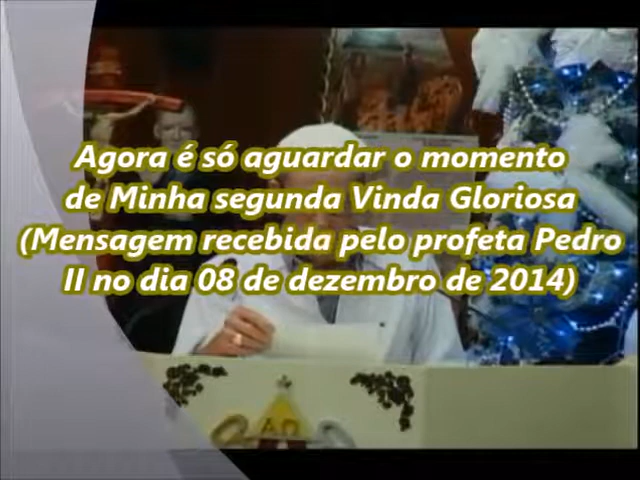 Agora é só aguardar o momento
de Minha segunda Vinda Gloriosa
(Mensagem recebida pelo profeta Pedro
II no dia 08 de dezembro de 2014)